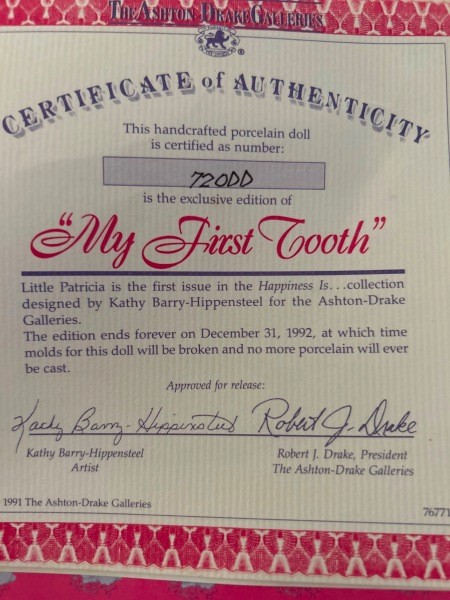 THE ASHTON-DRAKE GALLERIES
®
CERTIFICATE of AUTHENTICITY
This handcrafted porcelain doll
is certified as number:
720DD
is the exclusive edition of
“My First Tooth”
Little Patricia is the first issue in the Happiness Is...collection
designed by Kathy Barry-Hippensteel for the Ashton-Drake
Galleries.
The edition ends forever on December 31, 1992, at which time
molds for this doll will be broken and no more porcelain will ever
be cast.
Approved for release:
Kathy Barry-Hippensteel Robert J. Drake
Kathy Barry-Hippensteel Robert J. Drake, President
Artist The Ashton-Drake Galleries
1991 The Ashton-Drake Galleries 76771